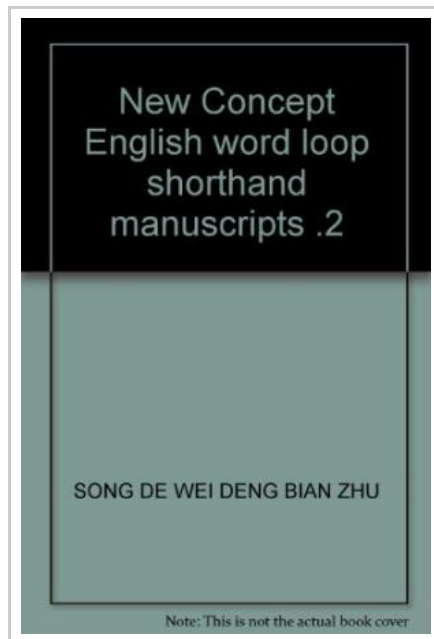 New Concept
English word loop
shorthand
manuscripts .2
SONG DE WEI DENG BIAN ZHU
Note: This is not the actual book cover